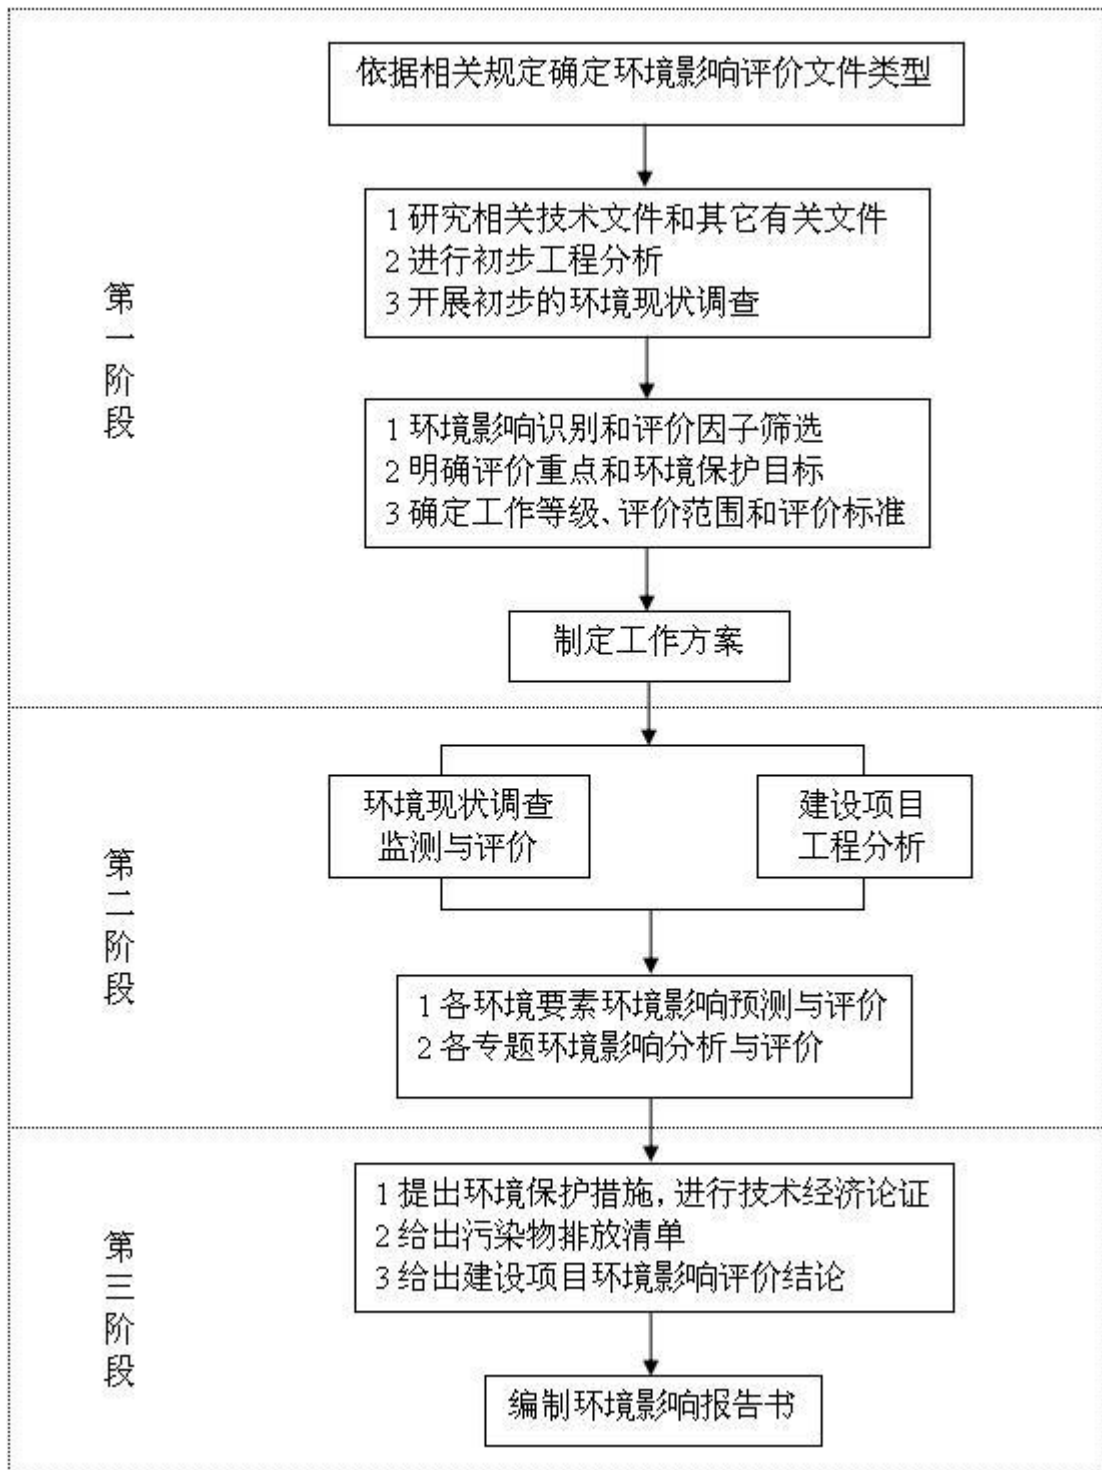 依据相关规定确定环境影响评价文件类型
1 研究相关技术文件和其它有关文件
2 进行初步工程分析
3 开展初步的环境现状调查
第一阶段
1 环境影响识别和评价因子筛选
2 明确评价重点和环境保护目标
3 确定工作等级、评价范围和评价标准
制定工作方案
环境现状调查
监测与评价
建设项目
工程分析
第二阶段
1 各环境要素环境影响预测与评价
2 各专题环境影响分析与评价
1 提出环境保护措施,进行技术经济论证
2 给出污染物排放清单
3 给出建设项目环境影响评价结论
第三阶段
编制环境影响报告书